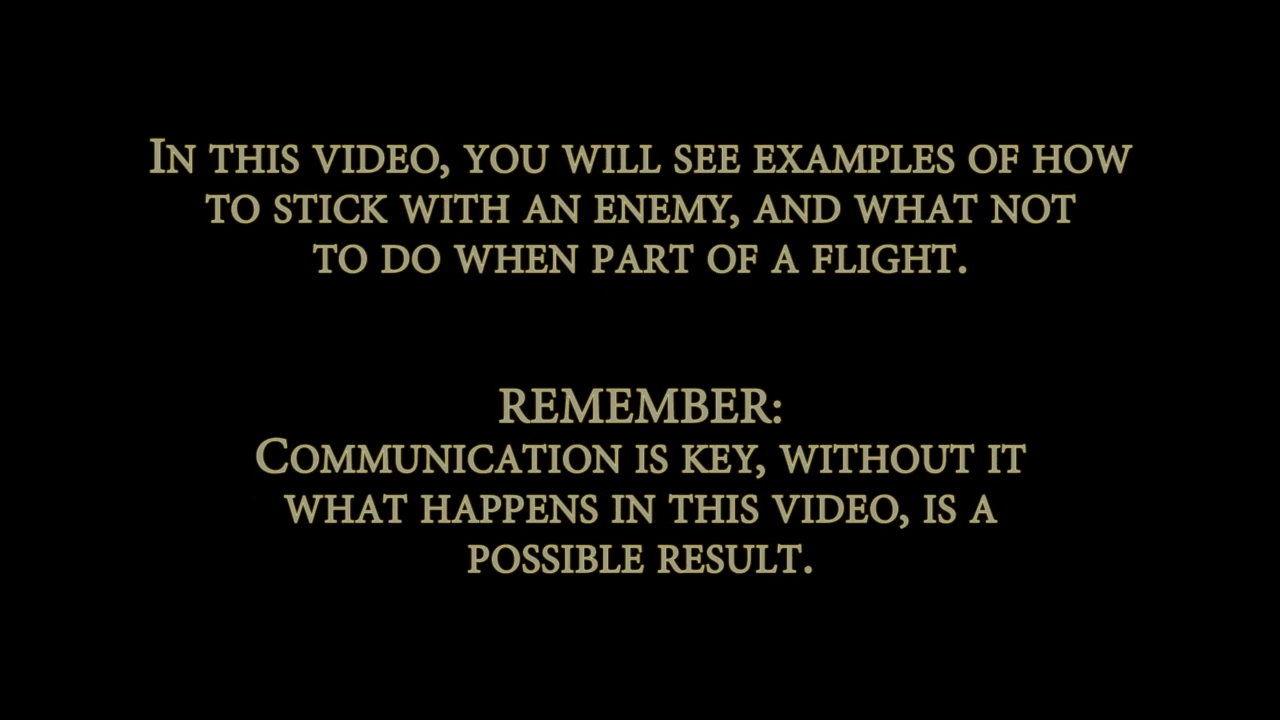 In this video, you will see examples of how
to stick with an enemy, and what not
to do when part of a flight.
REMEMBER:
Communication is key, without it
what happens in this video, is a
possible result.